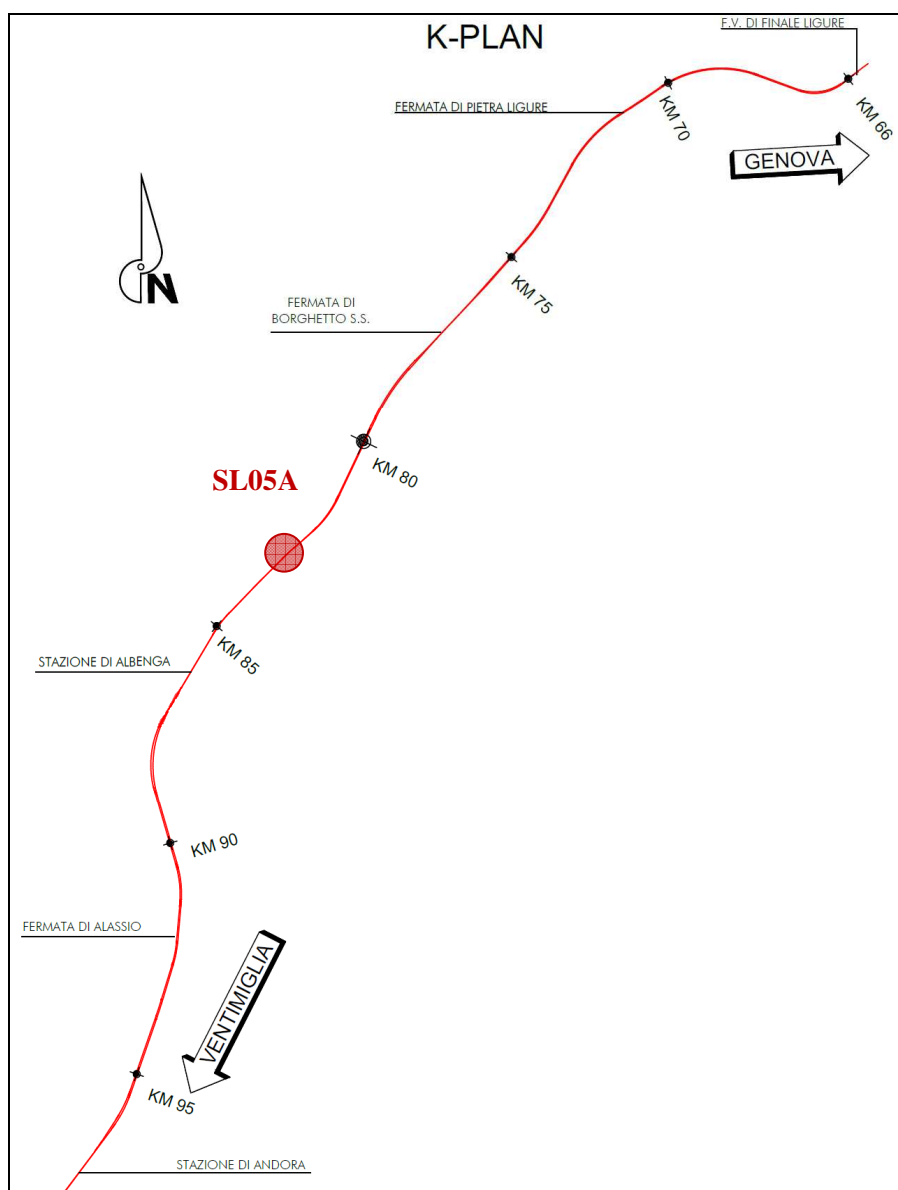 K-PLAN
F.V. DI FINALE LIGURE
FERMATA DI PIETRA LIGURE
KM 70
KM 66
GENOVA
N
KM 75
FERMATA DI
BORGHETTO S.S.
KM 80
SL05A
KM 85
STAZIONE DI ALBENGA
KM 90
FERMATA DI ALASSIO
VENTIMIGLIA
KM 95
STAZIONE DI ANDORA